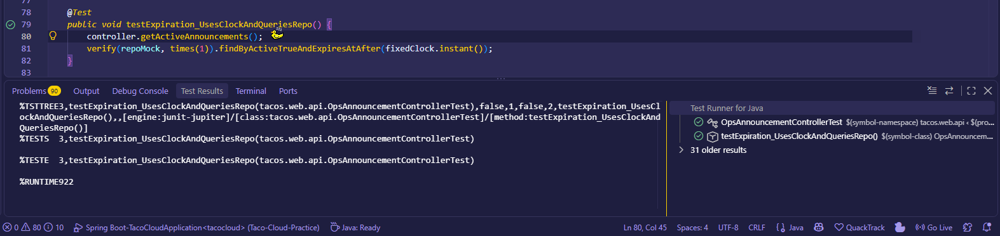 77
78 @Test
79 public void testExpiration_UsesClockAndQueriesRepo() {
80 controller.getActiveAnnouncements();
81 verify(repoMock, times(1)).findByActiveTrueAndExpiresAtAfter(fixedClock.instant());
82 }
83
Problems 90 Output Debug Console Test Results Terminal Ports
%TSTTREE3,testExpiration_UsesClockAndQueriesRepo(tacos.web.api.OpsAnnouncementControllerTest),false,1,false,2,testExpiration_UsesCl
ockAndQueriesRepo(),,[engine:junit-jupiter]/[class:tacos.web.api.OpsAnnouncementControllerTest]/[method:testExpiration_UsesClockAnd
QueriesRepo()]
%TESTS 3,testExpiration_UsesClockAndQueriesRepo(tacos.web.api.OpsAnnouncementControllerTest)
%TESTE 3,testExpiration_UsesClockAndQueriesRepo(tacos.web.api.OpsAnnouncementControllerTest)
%RUNTIME922
Test Runner for Java
OpsAnnouncementControllerTest $(symbol-namespace) tacos.web.api ‹ $(pro...
testExpiration_UsesClockAndQueriesRepo() $(symbol-class) OpsAnnouncem...
31 older results
0 80 10 Spring Boot-TacoCloudApplication<tacocloud> (Taco-Cloud-Practice) Java: Ready Ln 80, Col 45 Spaces: 4 UTF-8 CRLF Java QuackTrack Go Live